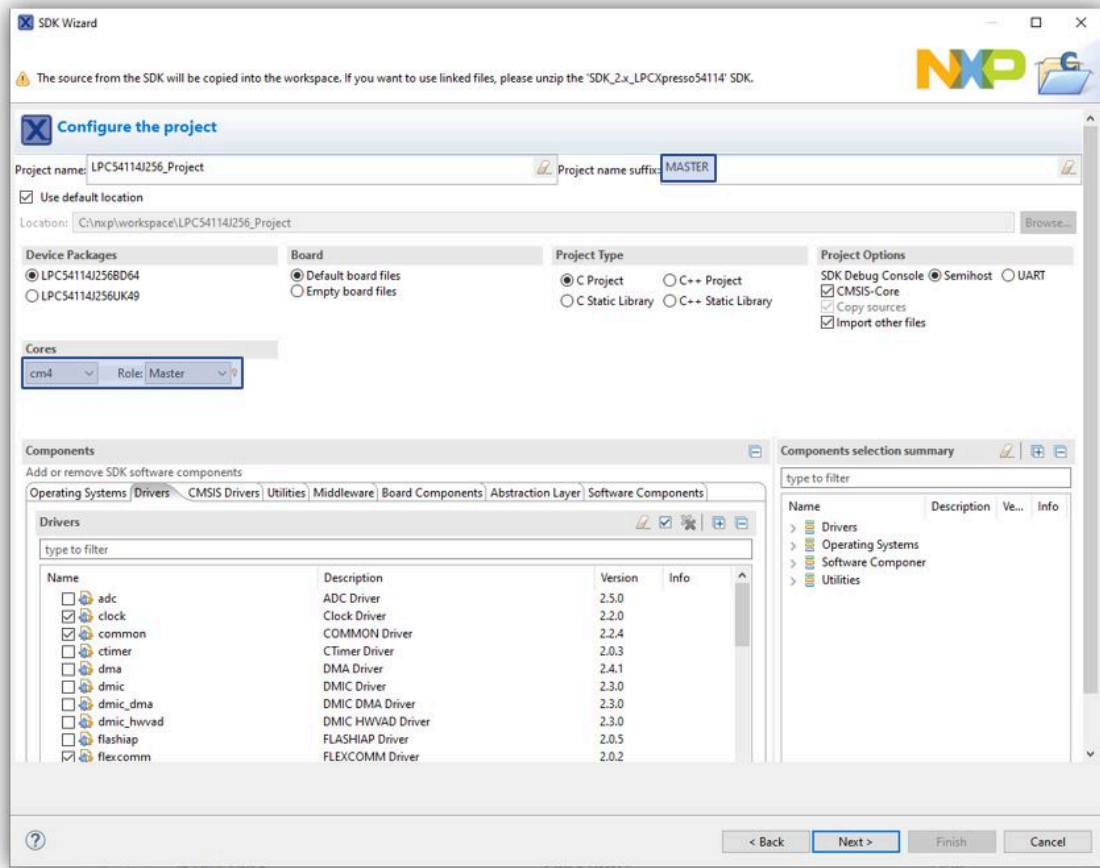 SDK Wizard
The source from the SDK will be copied into the workspace. If you want to use linked files, please unzip the 'SDK_2.x_LPCXpresso54114' SDK.
NXP
Configure the project
Project name: LPC54114J256_Project Project name suffix: MASTER
Use default location
Location: C:\nxp\workspace\LPC54114J256_Project Browse...
Device Packages Board Project Type Project Options
LPC54114J256BD64 Default board files C Project C++ Project SDK Debug Console Semihost UART
LPC54114J256UK49 Empty board files C Static Library C++ Static Library CMSIS-Core
Copy sources
Import other files
Cores
cm4 Role: Master
Components Components selection summary
Add or remove SDK software components
type to filter
Operating Systems Drivers CMSIS Drivers Utilities Middleware Board Components Abstraction Layer Software Components
Name Description Ve... Info
Drivers
Drivers
Operating Systems
Software Componer
Utilities
type to filter
Name Description Version Info
adc ADC Driver 2.5.0
clock Clock Driver 2.2.0
common COMMON Driver 2.2.4
ctimer CTimer Driver 2.0.3
dma DMA Driver 2.4.1
dmic DMIC Driver 2.3.0
dmic_dma DMIC DMA Driver 2.3.0
dmic_hwvad DMIC HWVAD Driver 2.3.0
flashiap FLASHIAP Driver 2.0.5
flexcomm FLEXCOMM Driver 2.0.2
< Back Next > Finish Cancel